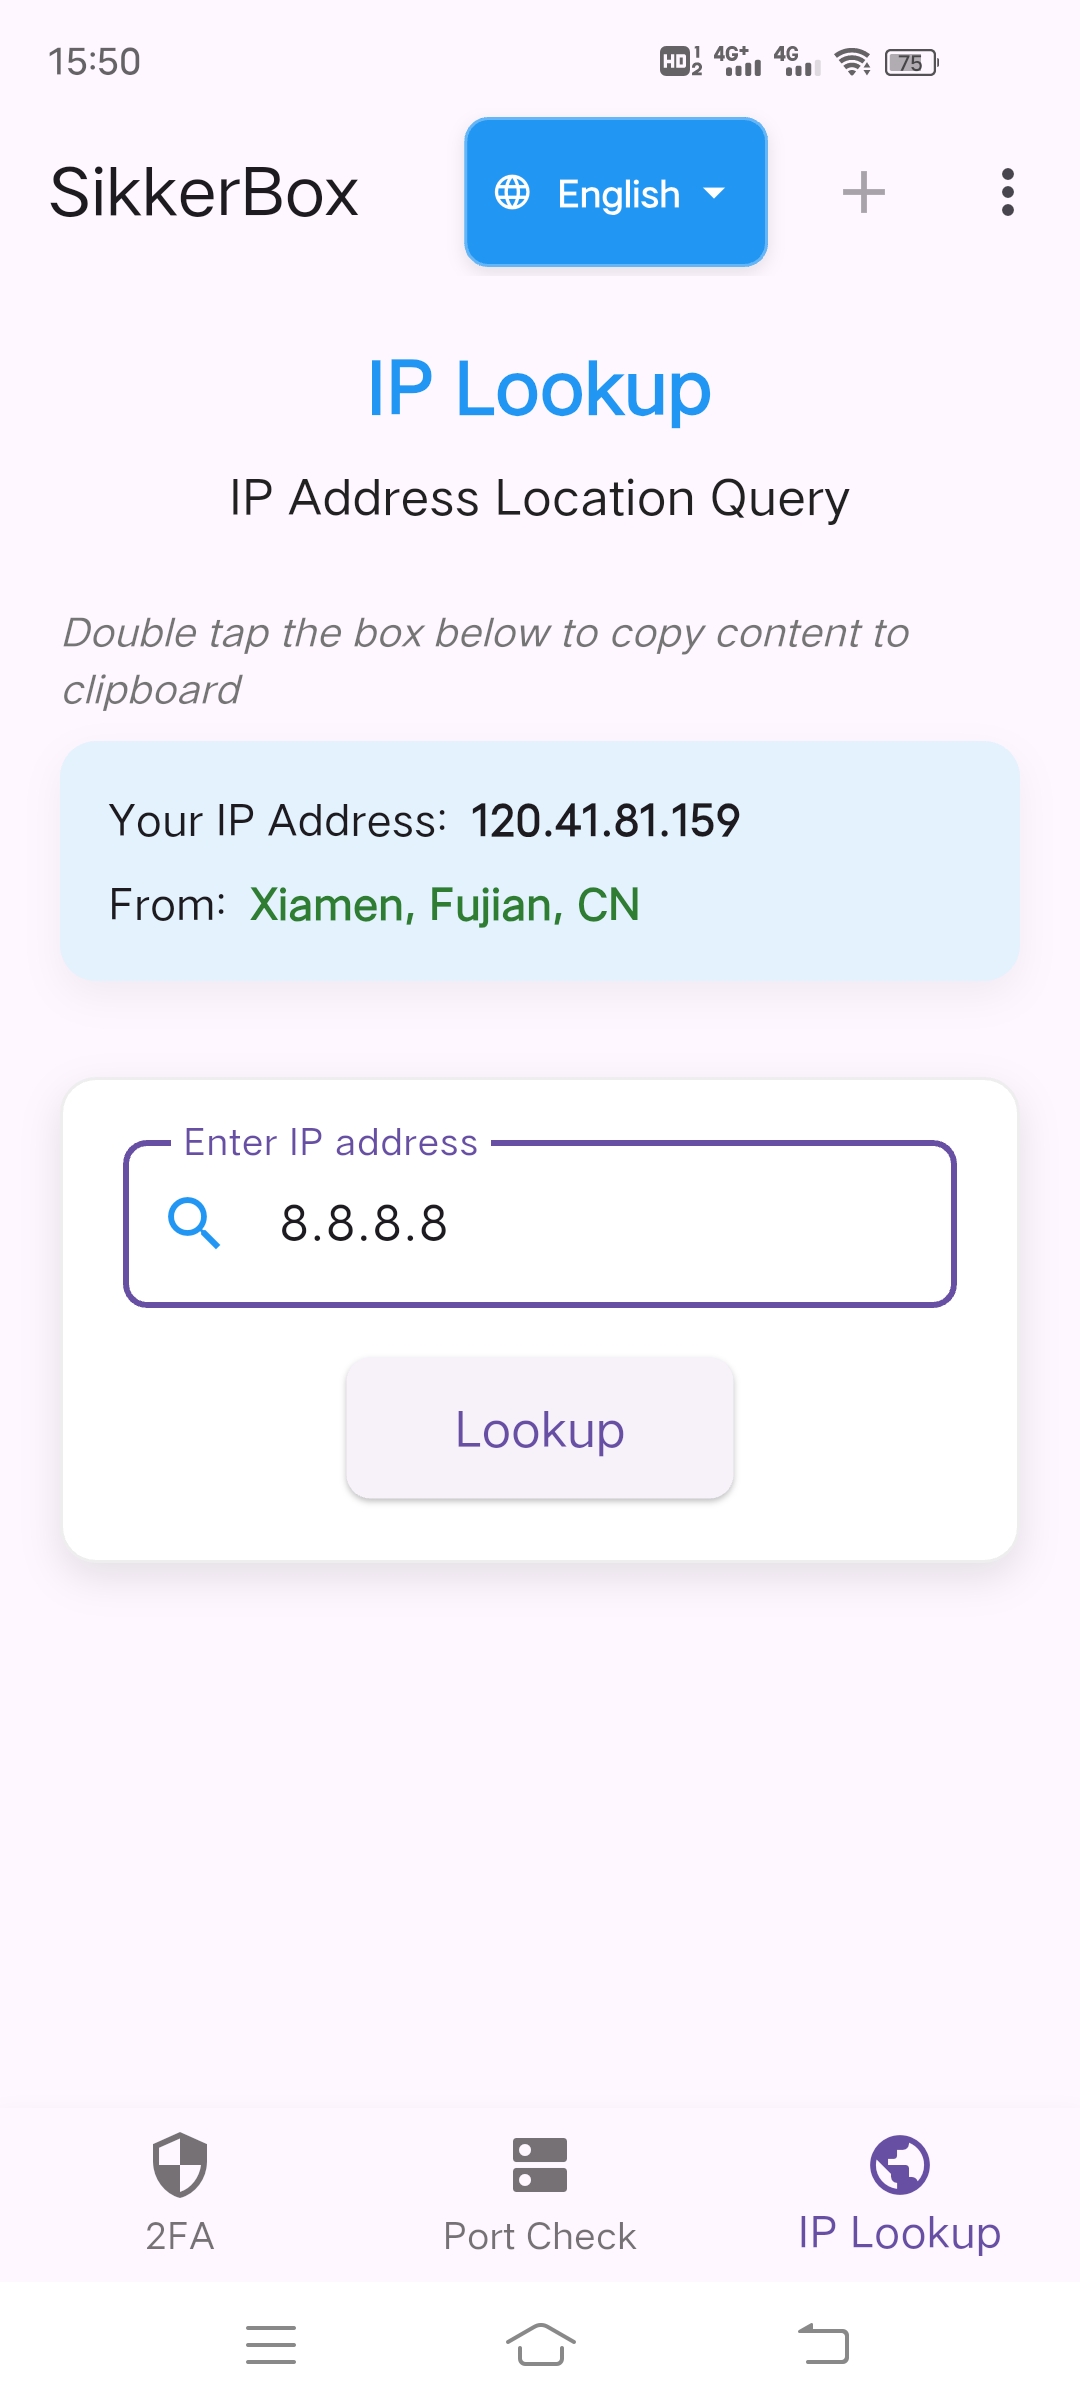 15:50
HD 1 2 4G+ 4G 75
SikkerBox
English
IP Lookup
IP Address Location Query
Double tap the box below to copy content to
clipboard
Your IP Address: 120.41.81.159
From: Xiamen, Fujian, CN
Enter IP address
8.8.8.8
Lookup
2FA
Port Check
IP Lookup